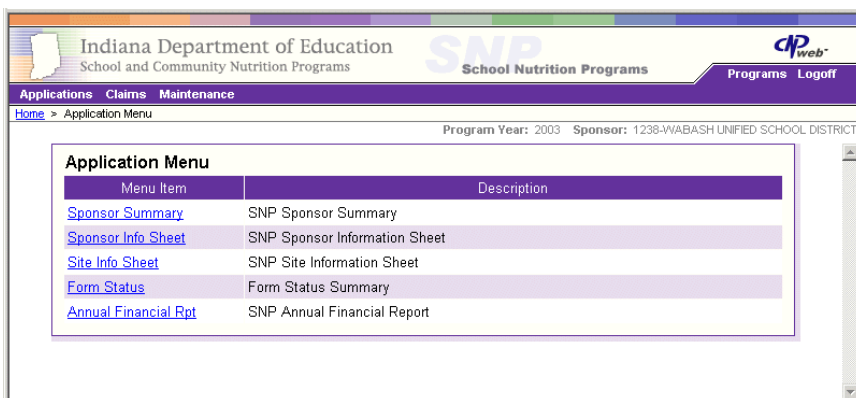 Indiana Department of Education
School and Community Nutrition Programs
SNP
School Nutrition Programs
CNPweb
Programs Logoff
Applications Claims Maintenance
Home > Application Menu
Program Year: 2003 Sponsor: 1238-WABASH UNIFIED SCHOOL DISTRICT
Application Menu
Menu Item Description
Sponsor Summary SNP Sponsor Summary
Sponsor Info Sheet SNP Sponsor Information Sheet
Site Info Sheet SNP Site Information Sheet
Form Status Form Status Summary
Annual Financial Rpt SNP Annual Financial Report